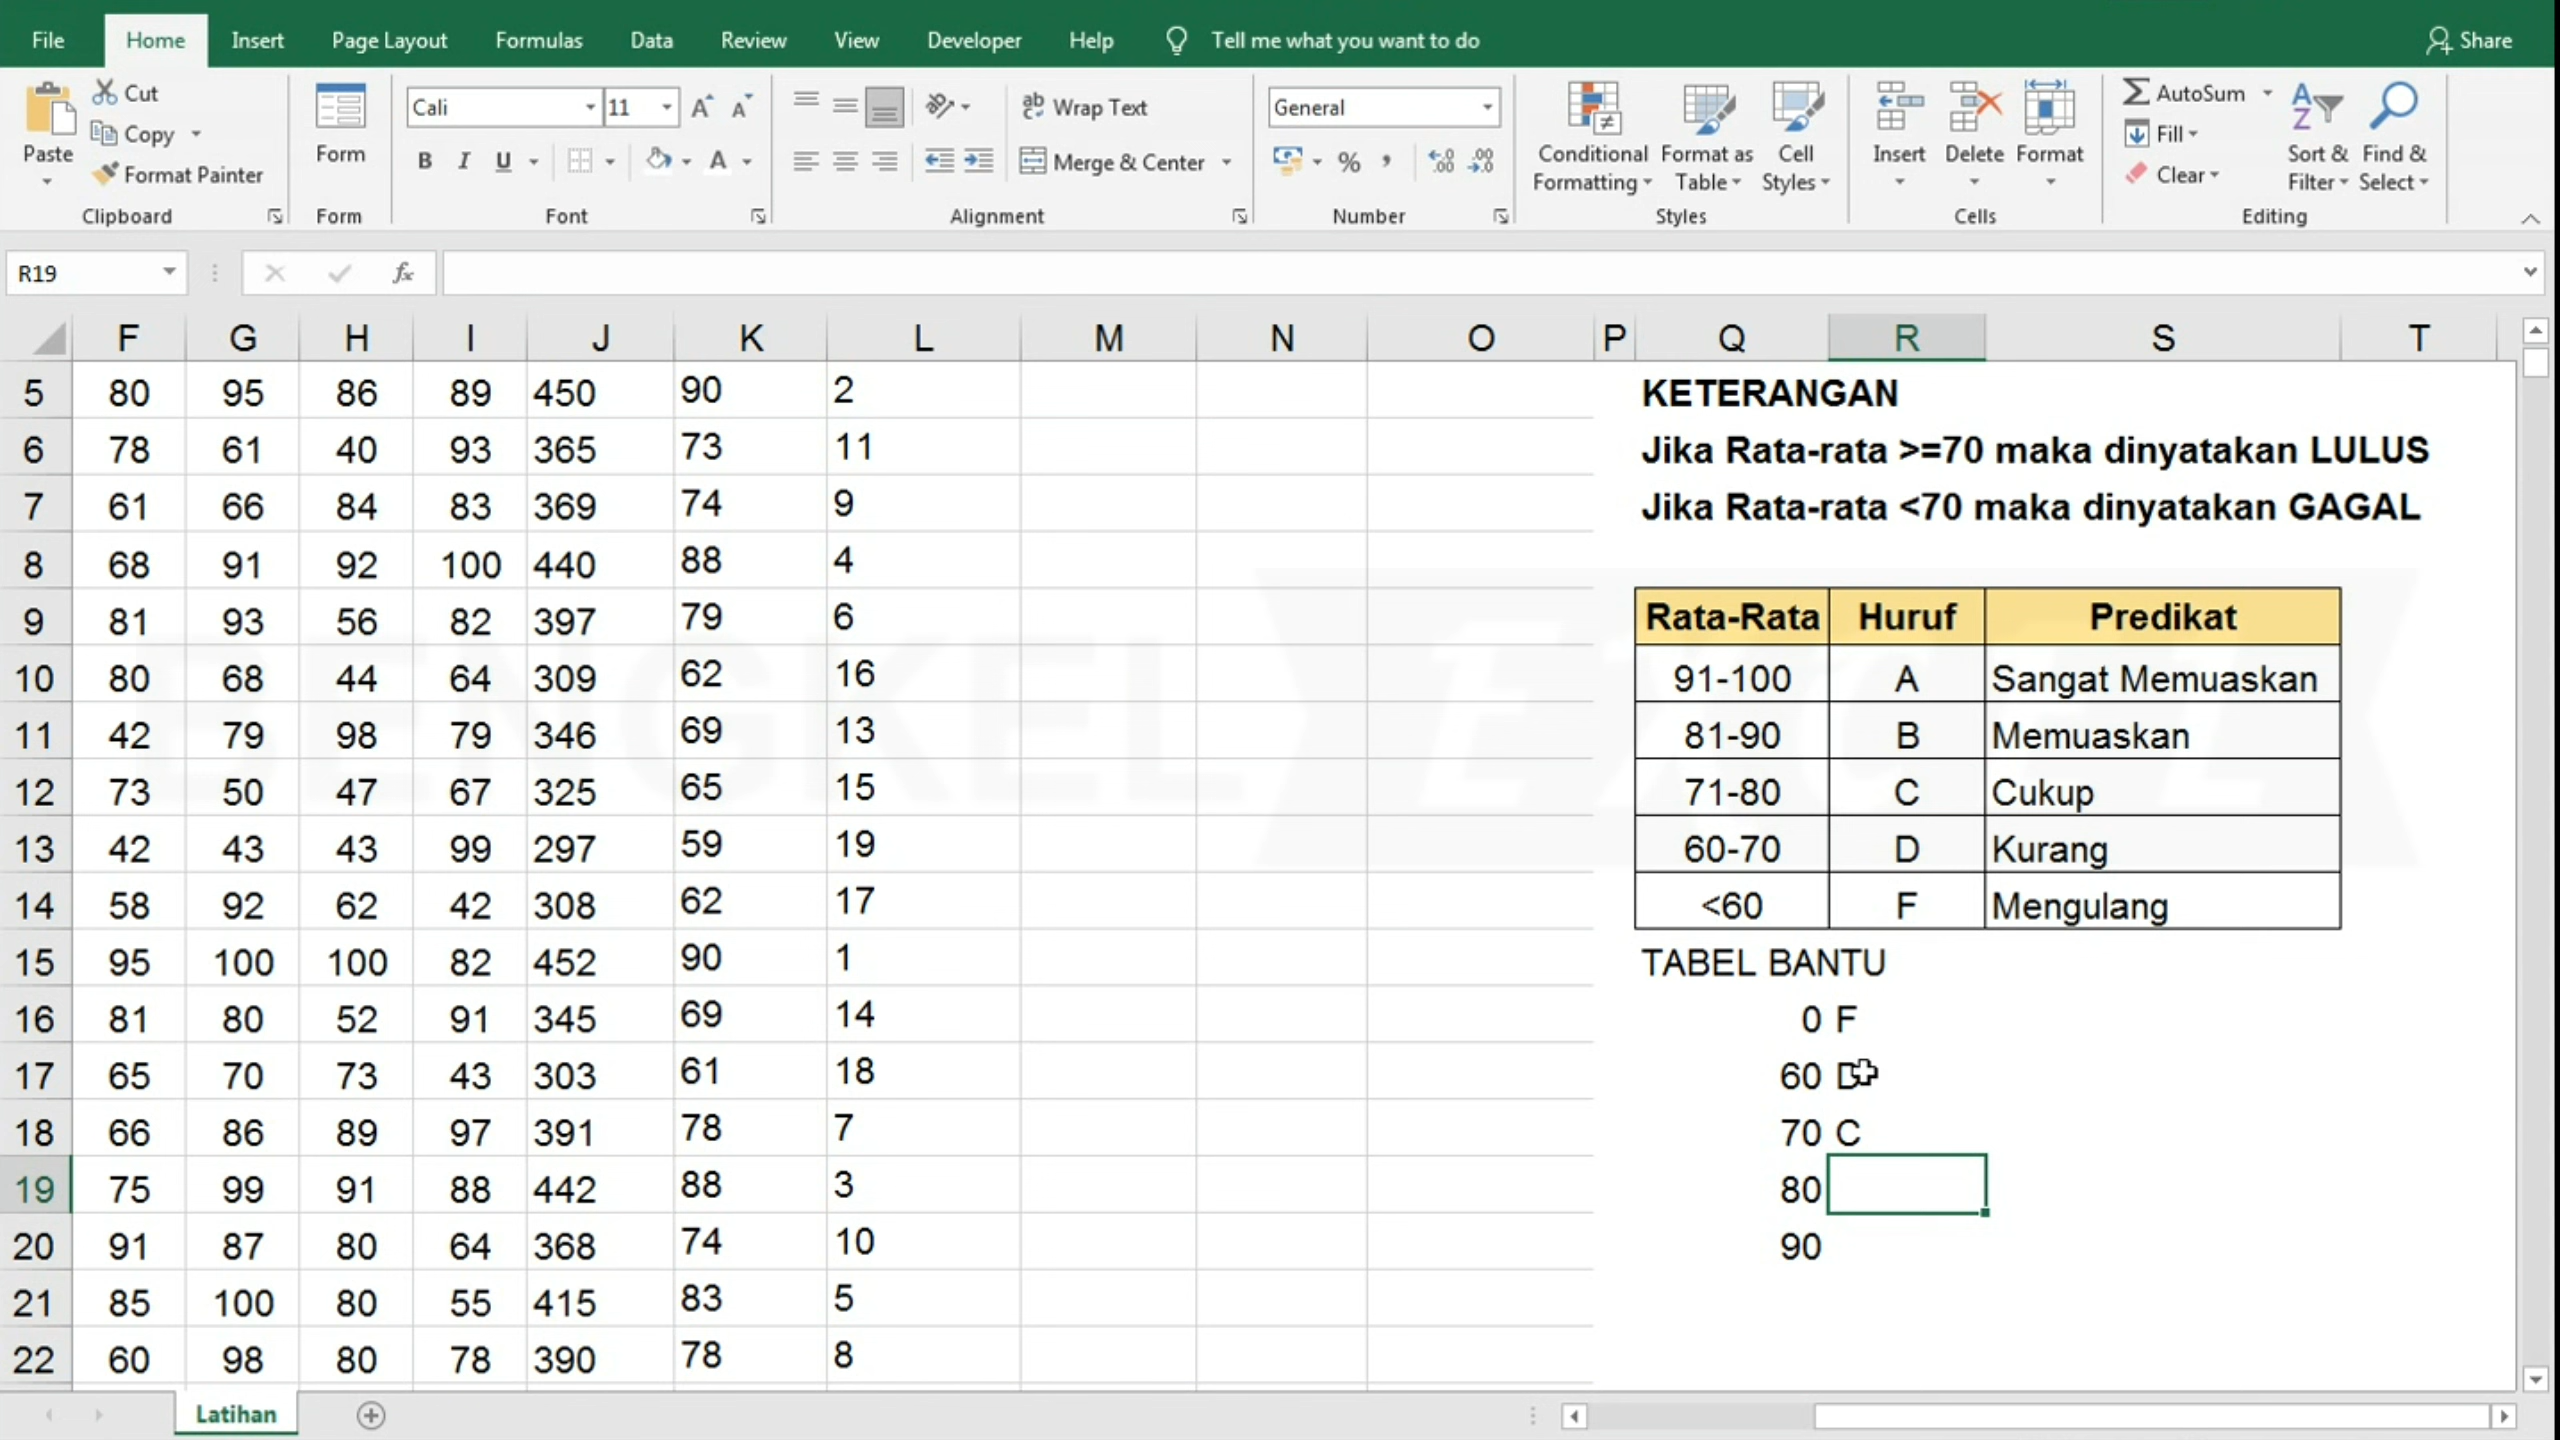 File Home Insert Page Layout Formulas Data Review View Developer Help Tell me what you want to do Share
Paste Cut Copy Format Painter Clipboard
Form Form
Cali 11 A A B I U A Font
Wrap Text Merge & Center Alignment
General % , Number
Conditional Formatting Format as Table Cell Styles Styles
Insert Delete Format Cells
AutoSum Fill Clear Sort & Filter Find & Select Editing
R19 fx
F G H I J K L M N O P Q R S T
5 80 95 86 89 450 90 2 KETERANGAN
6 78 61 40 93 365 73 11 Jika Rata-rata >=70 maka dinyatakan LULUS
7 61 66 84 83 369 74 9 Jika Rata-rata <70 maka dinyatakan GAGAL
8 68 91 92 100 440 88 4
9 81 93 56 82 397 79 6 Rata-Rata Huruf Predikat
10 80 68 44 64 309 62 16 91-100 A Sangat Memuaskan
11 42 79 98 79 346 69 13 81-90 B Memuaskan
12 73 50 47 67 325 65 15 71-80 C Cukup
13 42 43 43 99 297 59 19 60-70 D Kurang
14 58 92 62 42 308 62 17 <60 F Mengulang
15 95 100 100 82 452 90 1 TABEL BANTU
16 81 80 52 91 345 69 14 0 F
17 65 70 73 43 303 61 18 60 D
18 66 86 89 97 391 78 7 70 C
19 75 99 91 88 442 88 3 80
20 91 87 80 64 368 74 10 90
21 85 100 80 55 415 83 5
22 60 98 80 78 390 78 8
BENGKEL EXCEL
Latihan